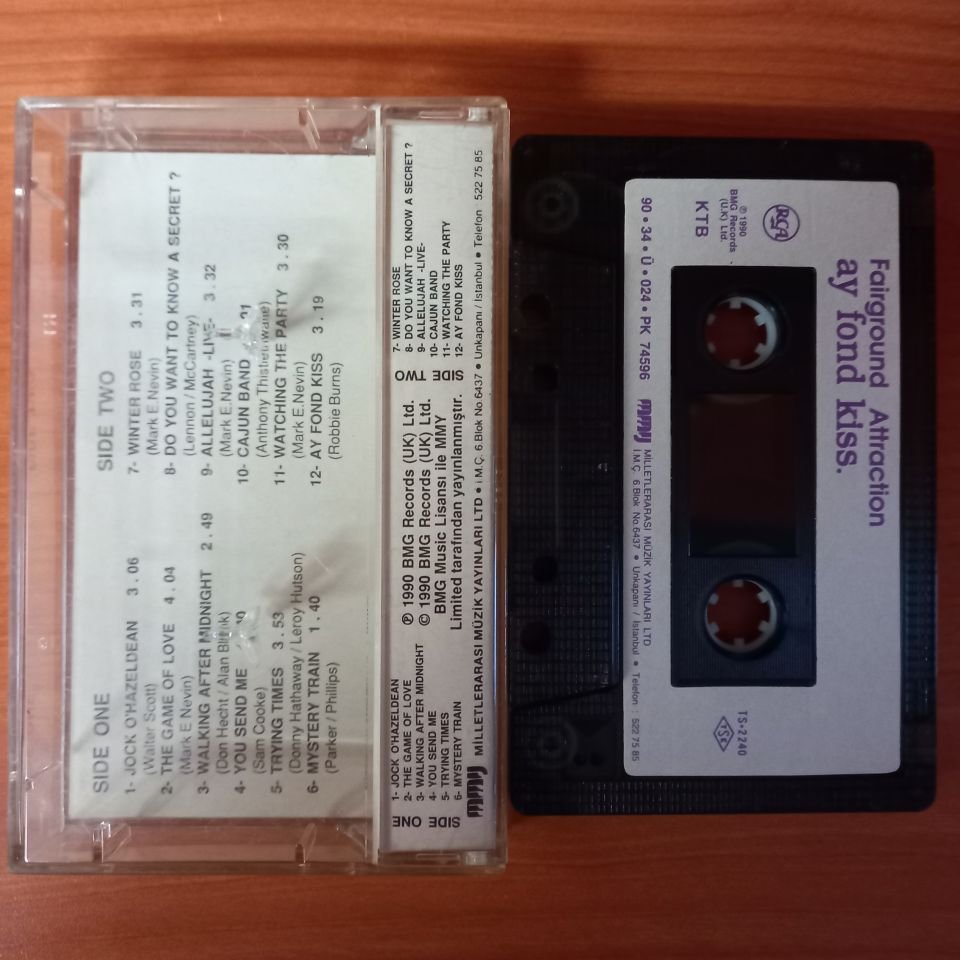 SIDE ONE
1- JOCK O'HAZELDEAN 3.06
(Walter Scott)
2- THE GAME OF LOVE 4.04
(Mark E Nevin)
3- WALKING AFTER MIDNIGHT 2.49
(Don Hecht / Alan
4- YOU SEND ME
(Sam Cooke)
5- TRYING TIMES 3.53
(Donny Hathaway / Leroy Hutson)
6- MYSTERY TRAIN 1.40
(Parker / Phillips)
SIDE TWO
7- WINTER ROSE 3.31
(Mark E.Nevin)
8- DO YOU WANT TO KNOW A SECRET ?
(Lennon / McCartney)
9- ALLELUJAH -LIVE- 3.32
(Mark E.Nevin)
10- CAJUN BAND
(Anthony Thistlethwaite)
11- WATCHING THE PARTY 3.30
(Mark E.Nevin)
12- AY FOND KISS 3.19
(Robbie Burns)
SIDE ONE
1- JOCK O'HAZELDEAN
2- THE GAME OF LOVE
3- WALKING AFTER MIDNIGHT
4- YOU SEND ME
5- TRYING TIMES
6- MYSTERY TRAIN
℗ 1990 BMG Records (UK) Ltd.
© 1990 BMG Records (UK) Ltd.
BMG Music Lisansı ile MMY
Limited tarafından yayınlanmıştır.
SIDE TWO
7- WINTER ROSE
8- DO YOU WANT TO KNOW A SECRET ?
9- ALLELUJAH -LIVE-
10- CAJUN BAND
11- WATCHING THE PARTY
12- AY FOND KISS
mmy MİLLETLERARASI MÜZİK YAYINLARI LTD • İ.M.Ç. 6.Blok No.6437 • Unkapanı / İstanbul • Telefon 522 75 85
Fairground Attraction
ay fond kiss.
RCA
℗ 1990
BMG Records
(U.K) Ltd.
KTB
90 • 34 • Ü • 024 • PK 74596
mmy MİLLETLERARASI MÜZİK YAYINLARI LTD
İ.M.Ç. 6.Blok No.6437 • Unkapanı / İstanbul • Telefon : 522 75 85
TS-2240
TSE